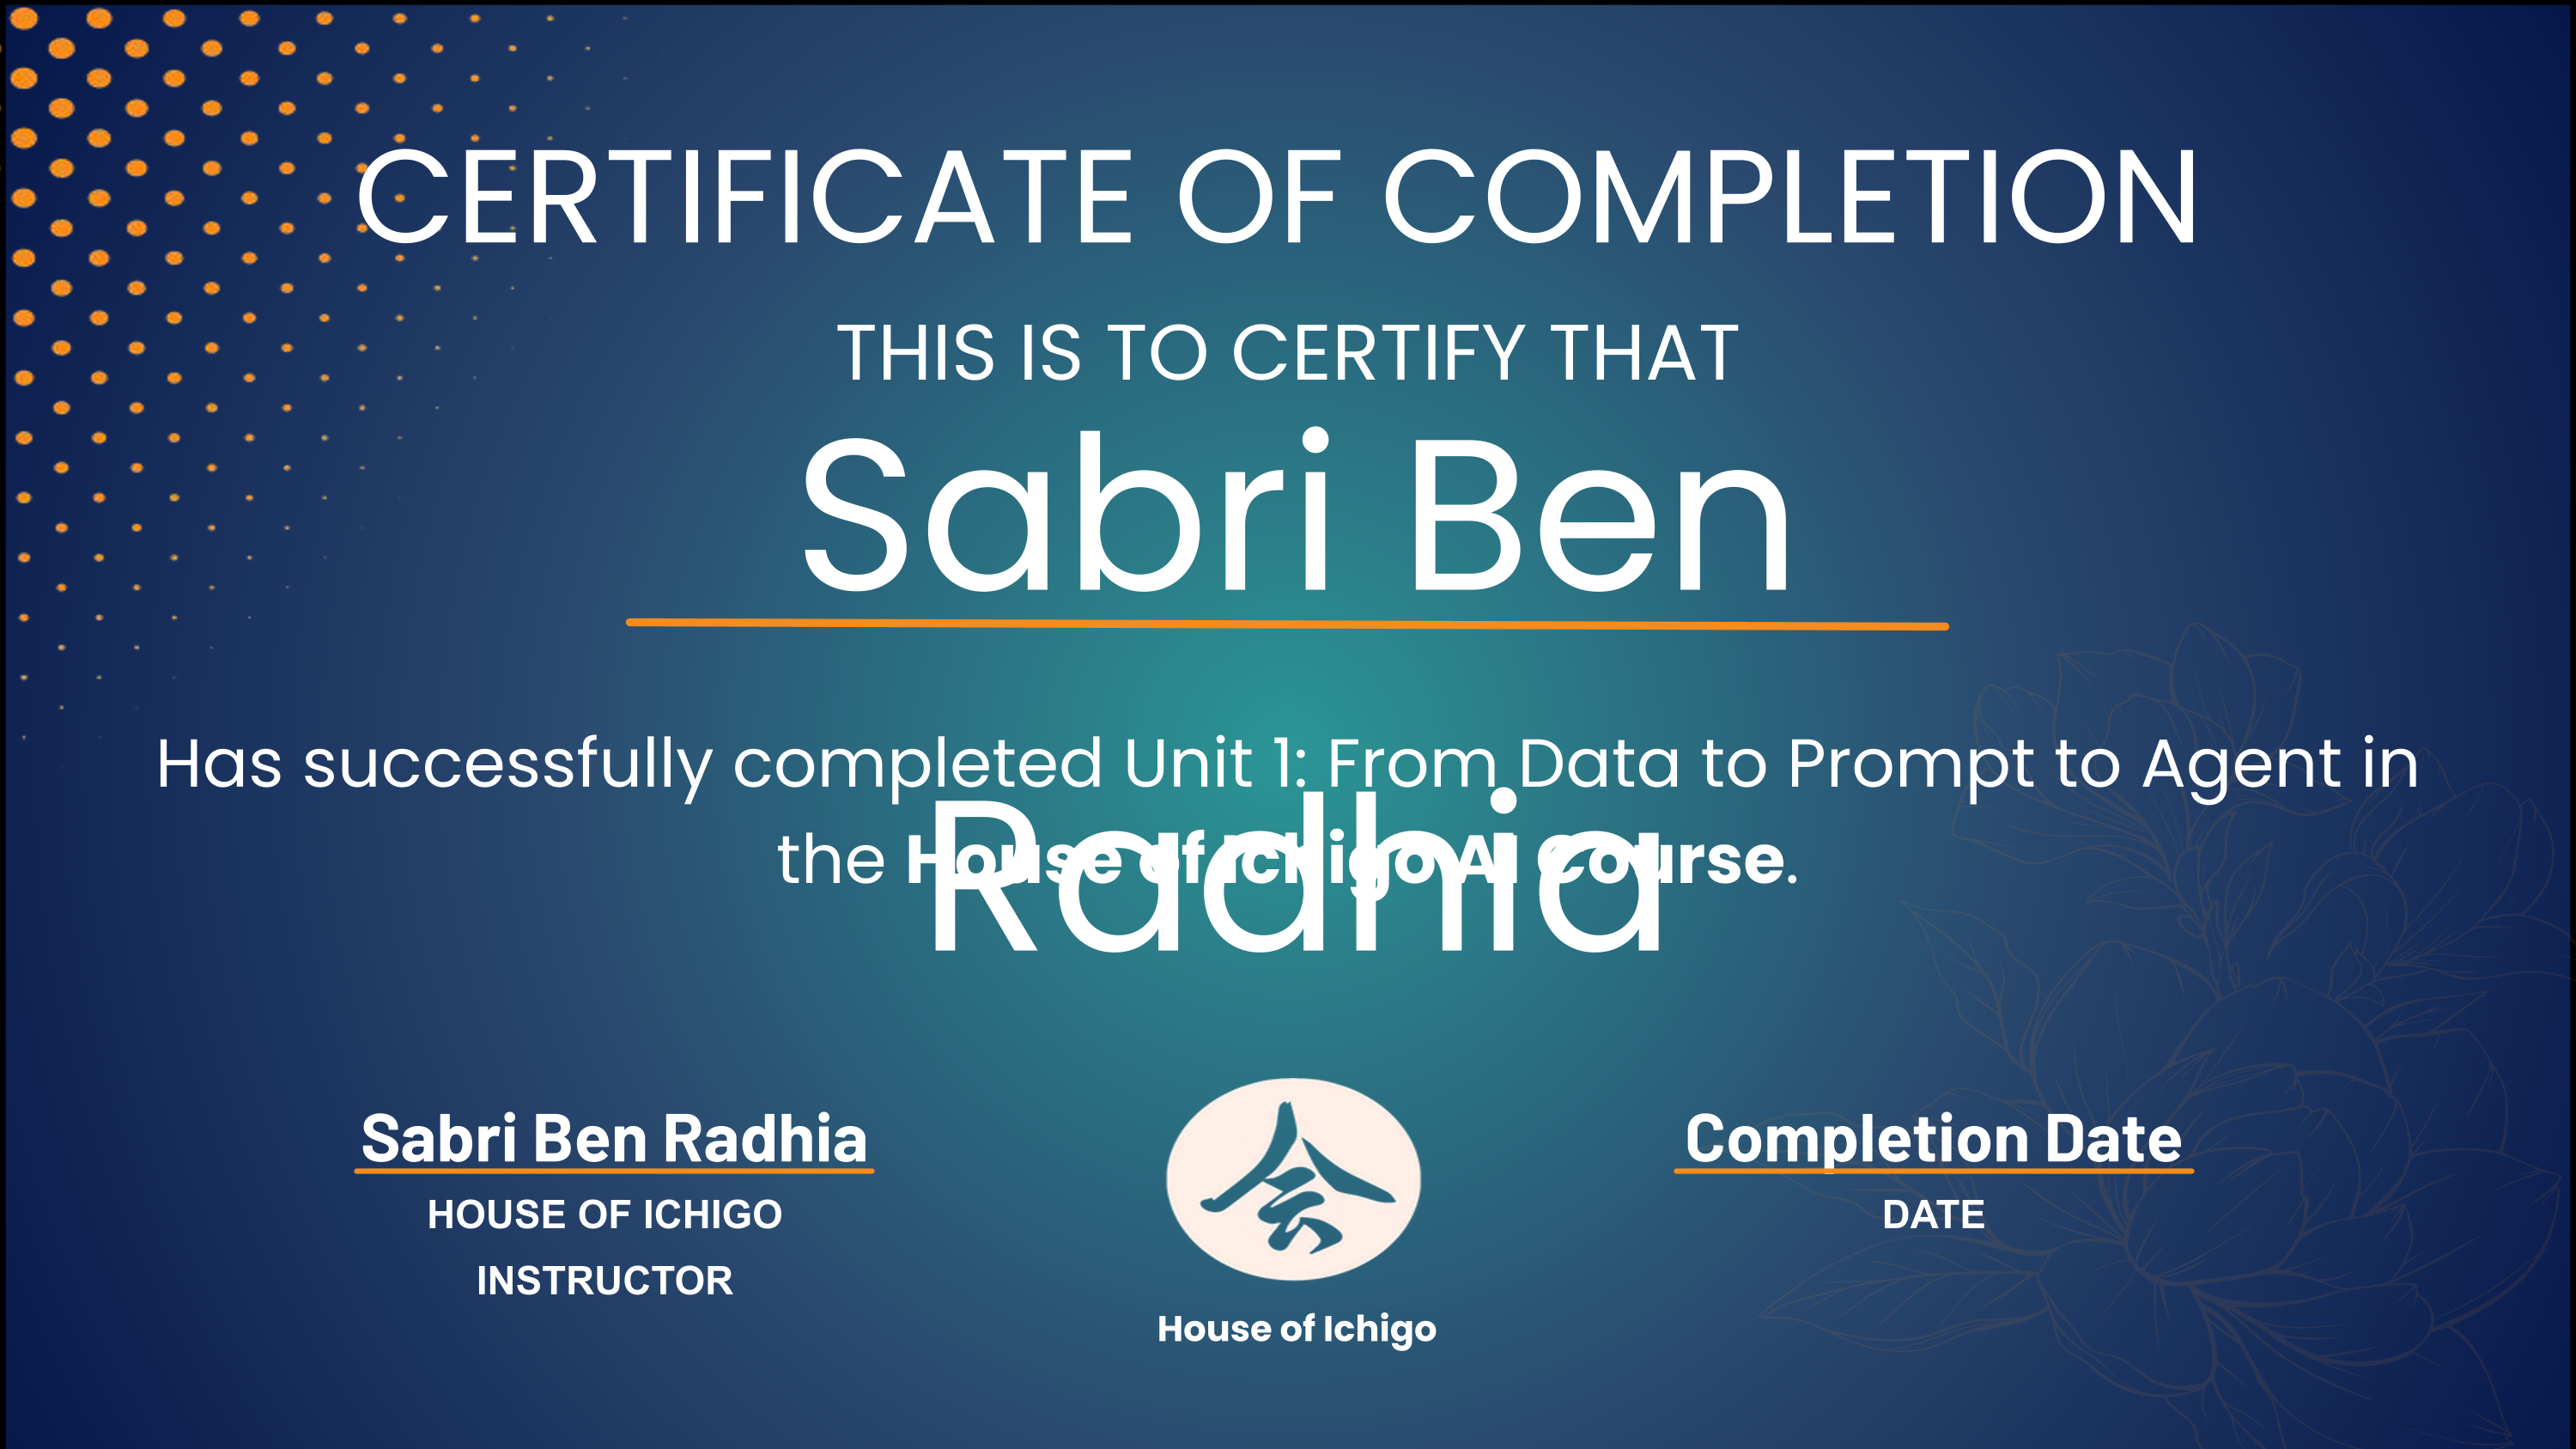 CERTIFICATE OF COMPLETION
THIS IS TO CERTIFY THAT
Sabri Ben
Radhia
Has successfully completed Unit 1: From Data to Prompt to Agent in
the House of Ichigo AI Course.
Sabri Ben Radhia
HOUSE OF ICHIGO
INSTRUCTOR
会
House of Ichigo
Completion Date
DATE